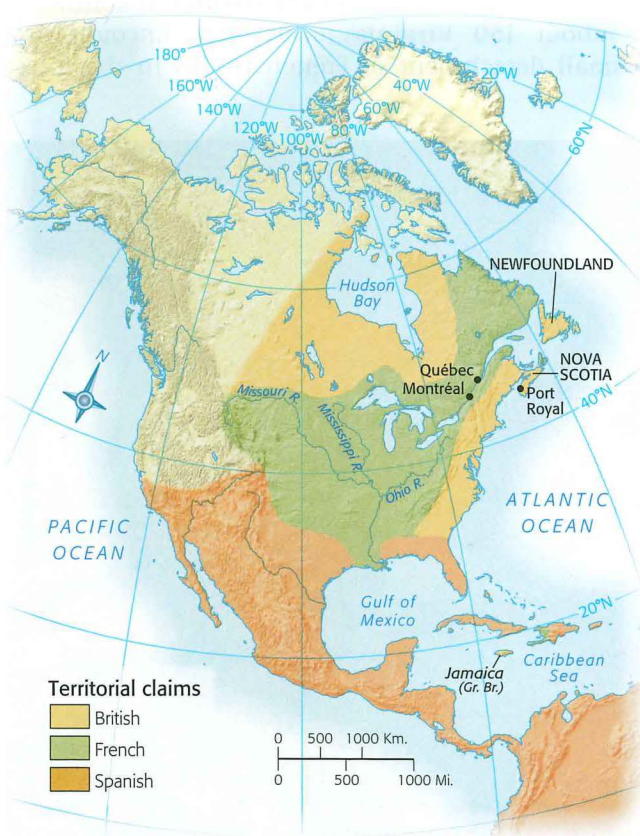 180°
160°W
140°W
120°W
100°W
80°W
60°W
40°W
20°W
60°N
Hudson
Bay
NEWFOUNDLAND
NOVA
SCOTIA
Québec
Montréal
Port
Royal
40°N
N
Missouri R.
Mississippi R.
Ohio R.
PACIFIC
OCEAN
ATLANTIC
OCEAN
Gulf of
Mexico
20°N
Jamaica
(Gr. Br.)
Caribbean
Sea
Territorial claims
British
French
Spanish
0 500 1000 Km.
0 500 1000 Mi.